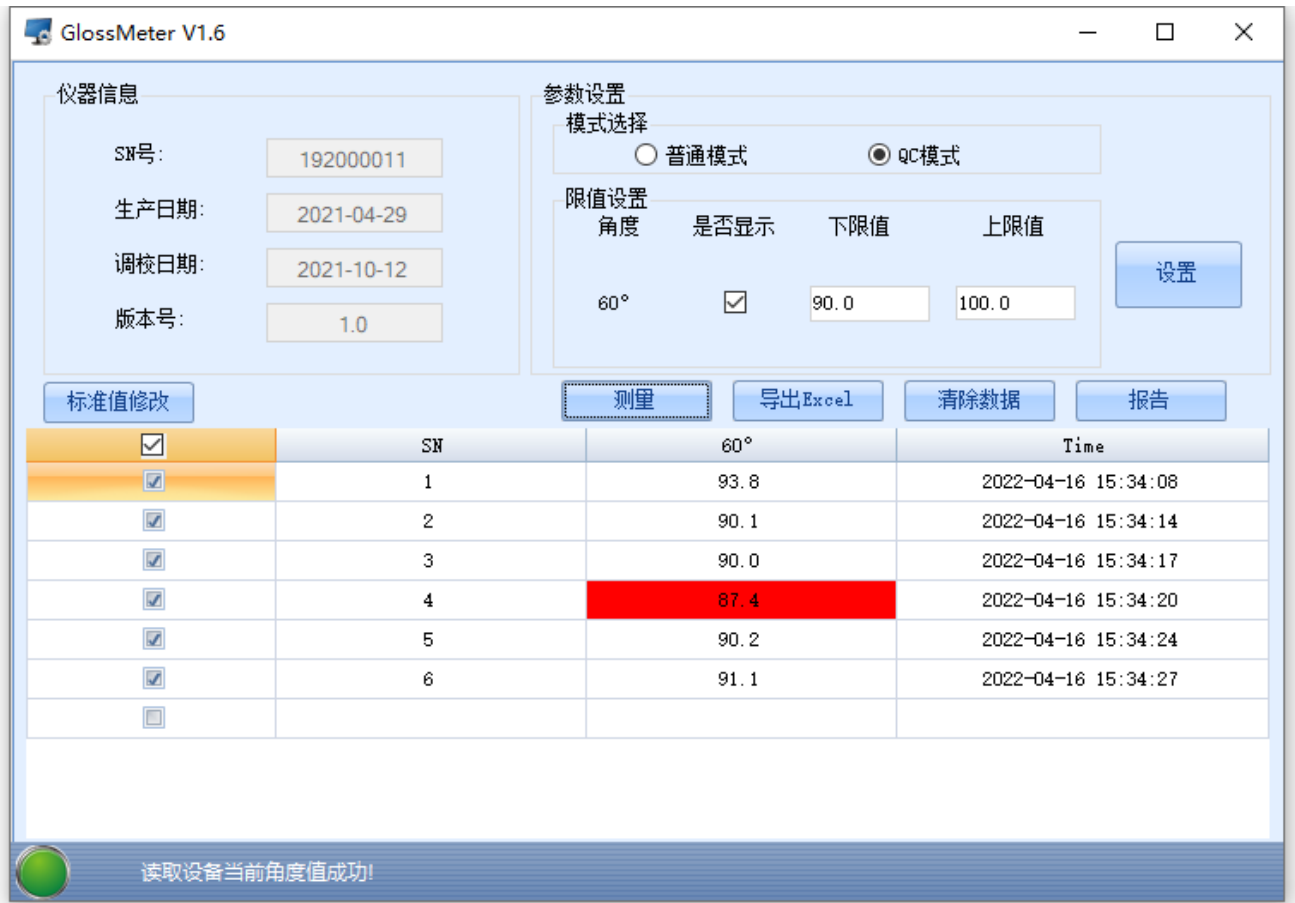 GlossMeter V1.6
仪器信息
SN号:
192000011
生产日期:
2021-04-29
调校日期:
2021-10-12
版本号:
1.0
参数设置
模式选择
普通模式 QC模式
限值设置
角度 是否显示 下限值 上限值
60° 90.0 100.0
设置
标准值修改 测量 导出Excel 清除数据 报告
SN 60° Time
1 93.8 2022-04-16 15:34:08
2 90.1 2022-04-16 15:34:14
3 90.0 2022-04-16 15:34:17
4 87.4 2022-04-16 15:34:20
5 90.2 2022-04-16 15:34:24
6 91.1 2022-04-16 15:34:27
读取设备当前角度值成功!